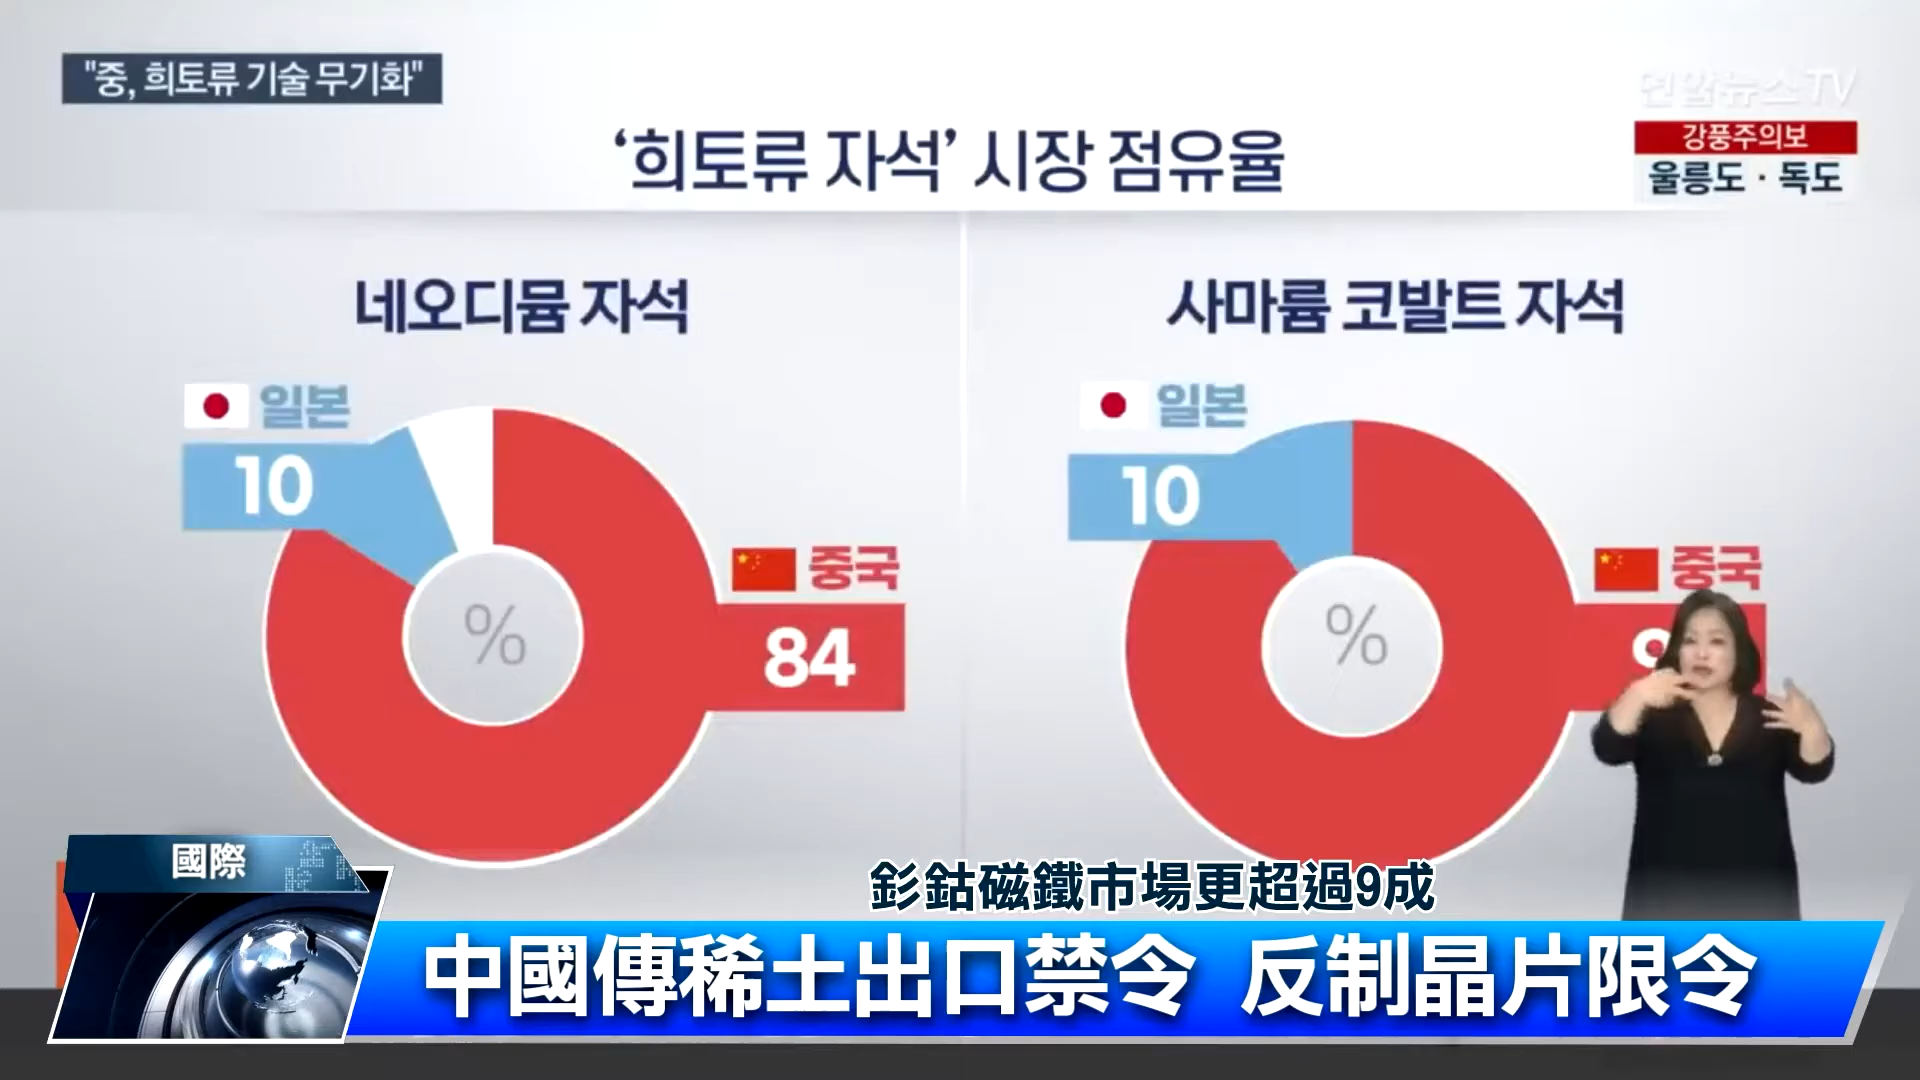 "중, 희토류 기술 무기화"
연합뉴스TV
강풍주의보
울릉도·독도
‘희토류 자석’ 시장 점유율
네오디뮴 자석
일본
10
%
중국
84
사마륨 코발트 자석
일본
10
%
중국
國際
釤鈷磁鐵市場更超過9成
中國傳稀土出口禁令 反制晶片限令